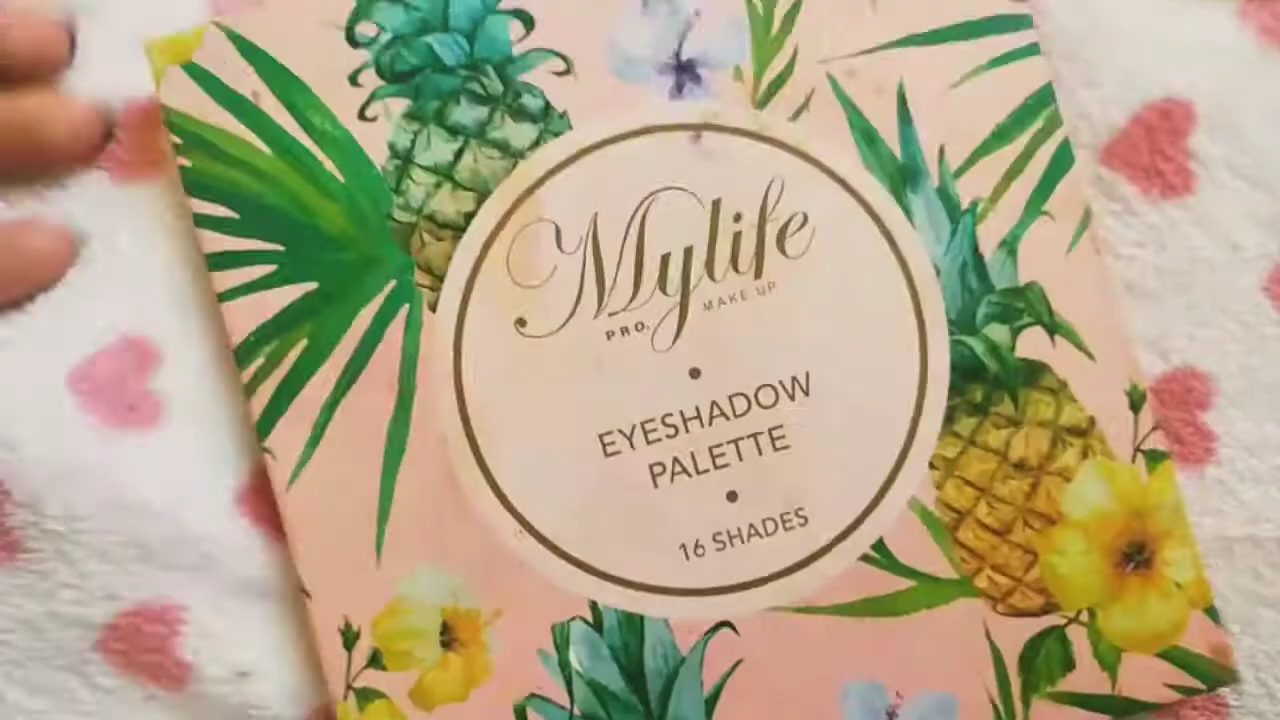 Mylife
PRO. MAKE UP
EYESHADOW
PALETTE
16 SHADES